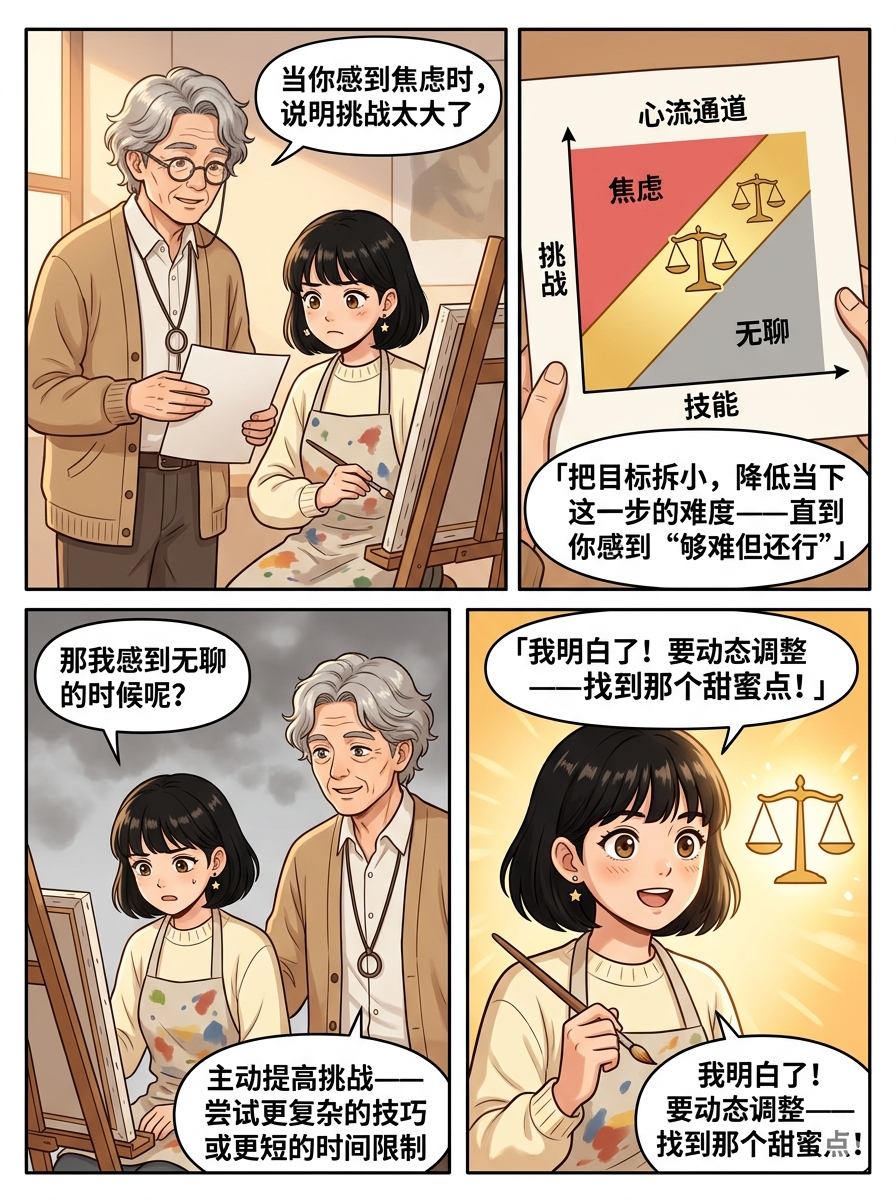 当你感到焦虑时，
说明挑战太大了
心流通道
焦虑
挑战
无聊
技能
「把目标拆小，降低当下
这一步的难度——直到
你感到“够难但还行”」
那我感到无聊
的时候呢？
主动提高挑战——
尝试更复杂的技巧
或更短的时间限制
「我明白了！要动态调整
——找到那个甜蜜点！」
我明白了！
要动态调整——
找到那个甜蜜点！